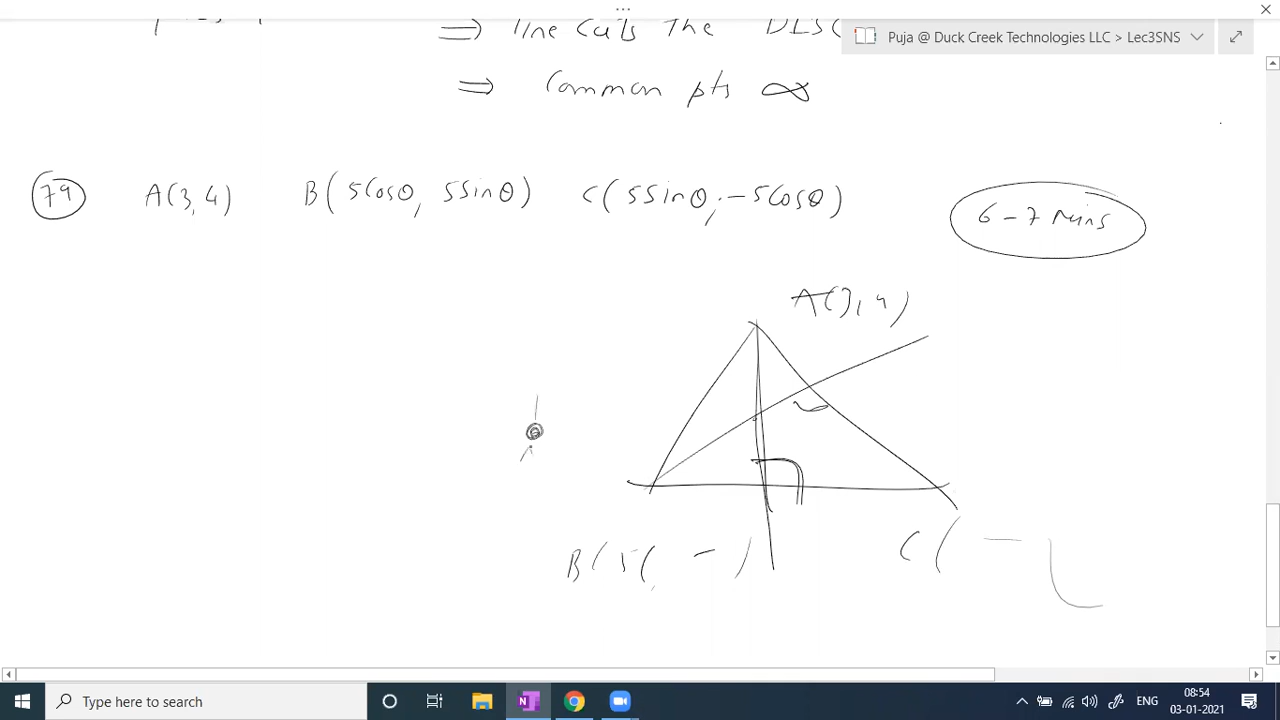 Puja @ Duck Creek Technologies LLC > Lec3SNS
⇒ line cuts the
⇒ Common pts ∞
79 A(3, 4) B(5Cosθ, 5Sinθ) C(5Sinθ, -5Cosθ) 6-7 Mins
A(3, 4)
B(5(, - ) C( -
Type here to search
ENG
08:54
03-01-2021